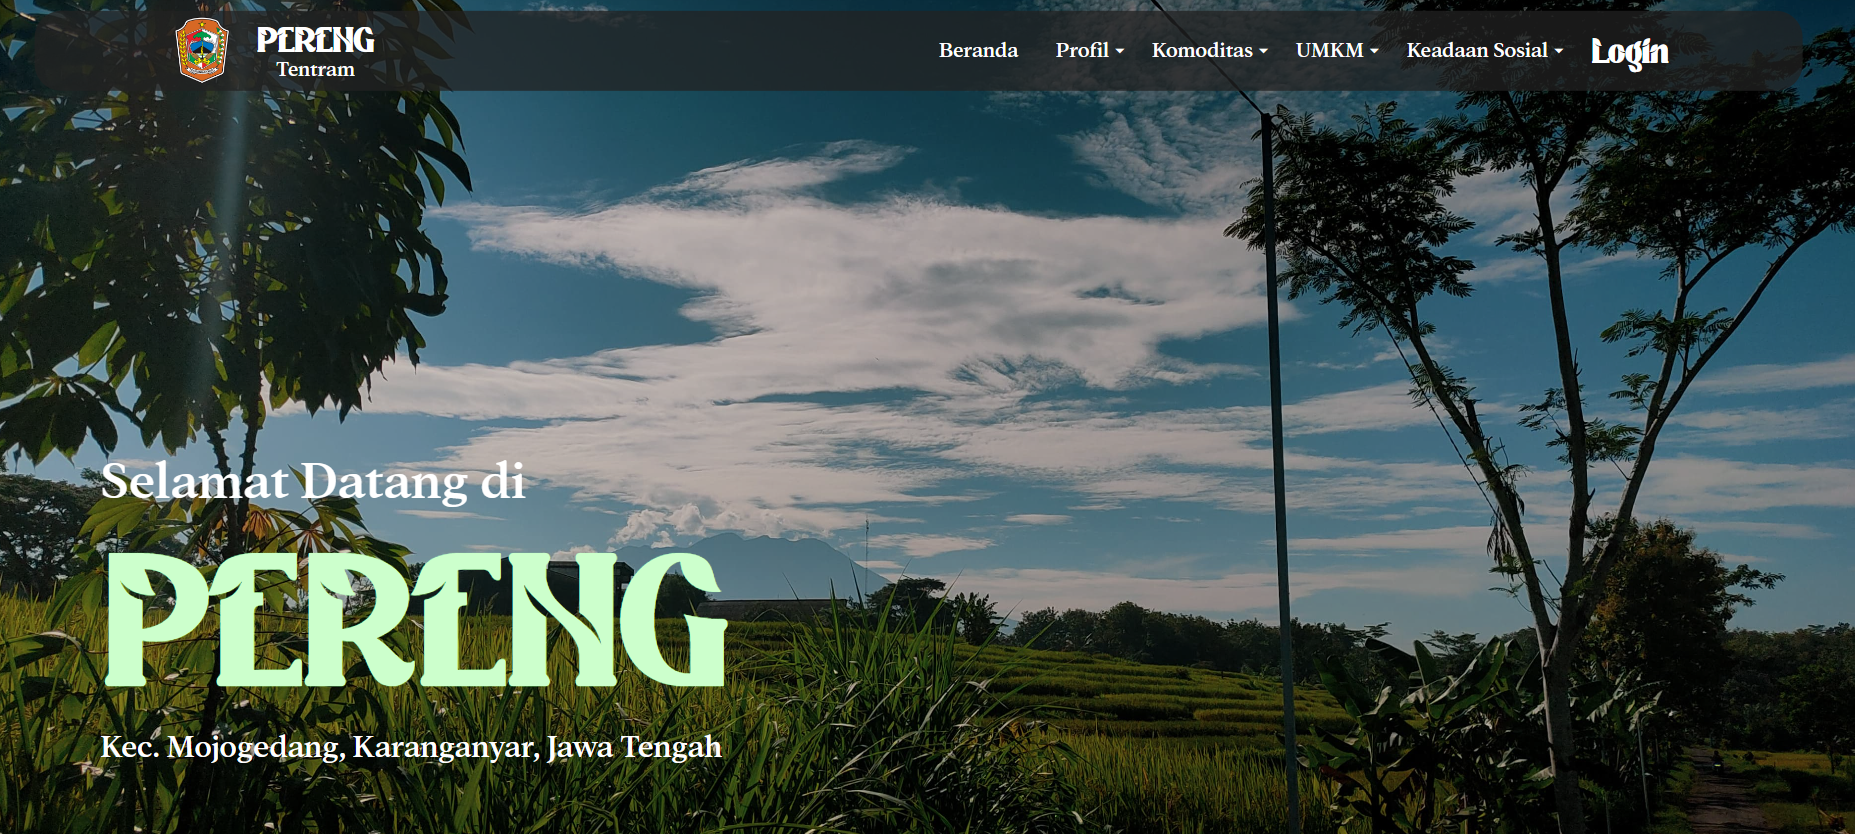 PERENG
Tentram
Beranda Profil Komoditas UMKM Keadaan Sosial Login
Selamat Datang di
PERENG
Kec. Mojogedang, Karanganyar, Jawa Tengah